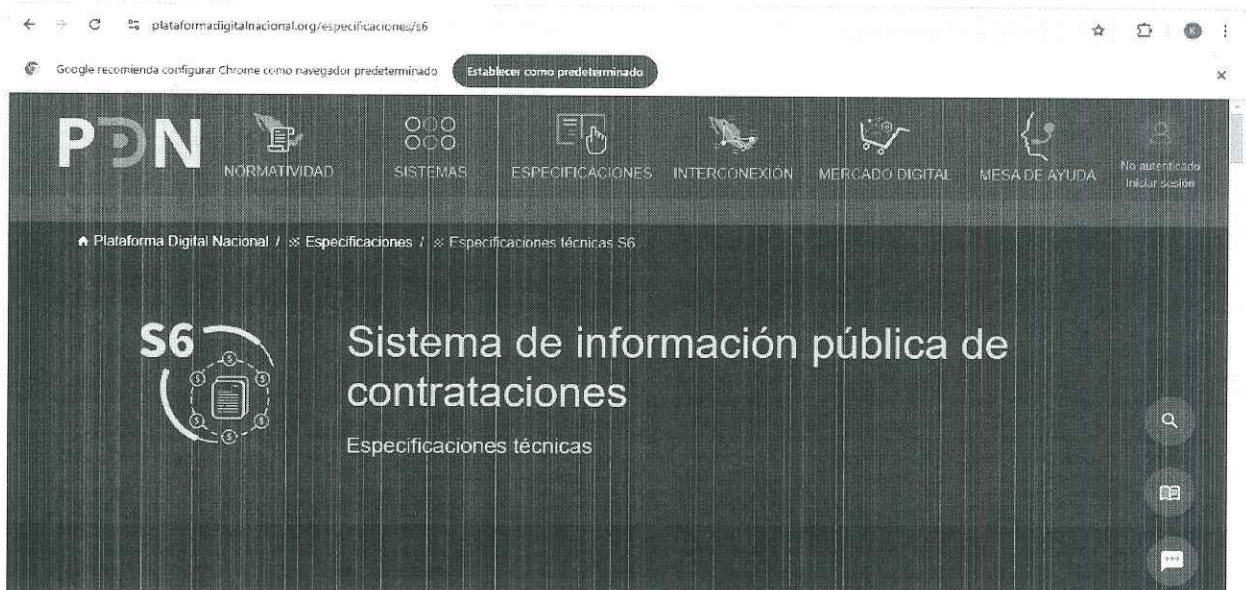 plataformadigitalnacional.org/especificaciones/s6
K
Google recomienda configurar Chrome como navegador predeterminado
Establecer como predeterminado
PDN
NORMATIVIDAD
SISTEMAS
ESPECIFICACIONES
INTERCONEXIÓN
MERCADO DIGITAL
MESA DE AYUDA
No autenticado
Iniciar sesión
Plataforma Digital Nacional / Especificaciones / Especificaciones técnicas S6
S6
Sistema de información pública de
contrataciones
Especificaciones técnicas